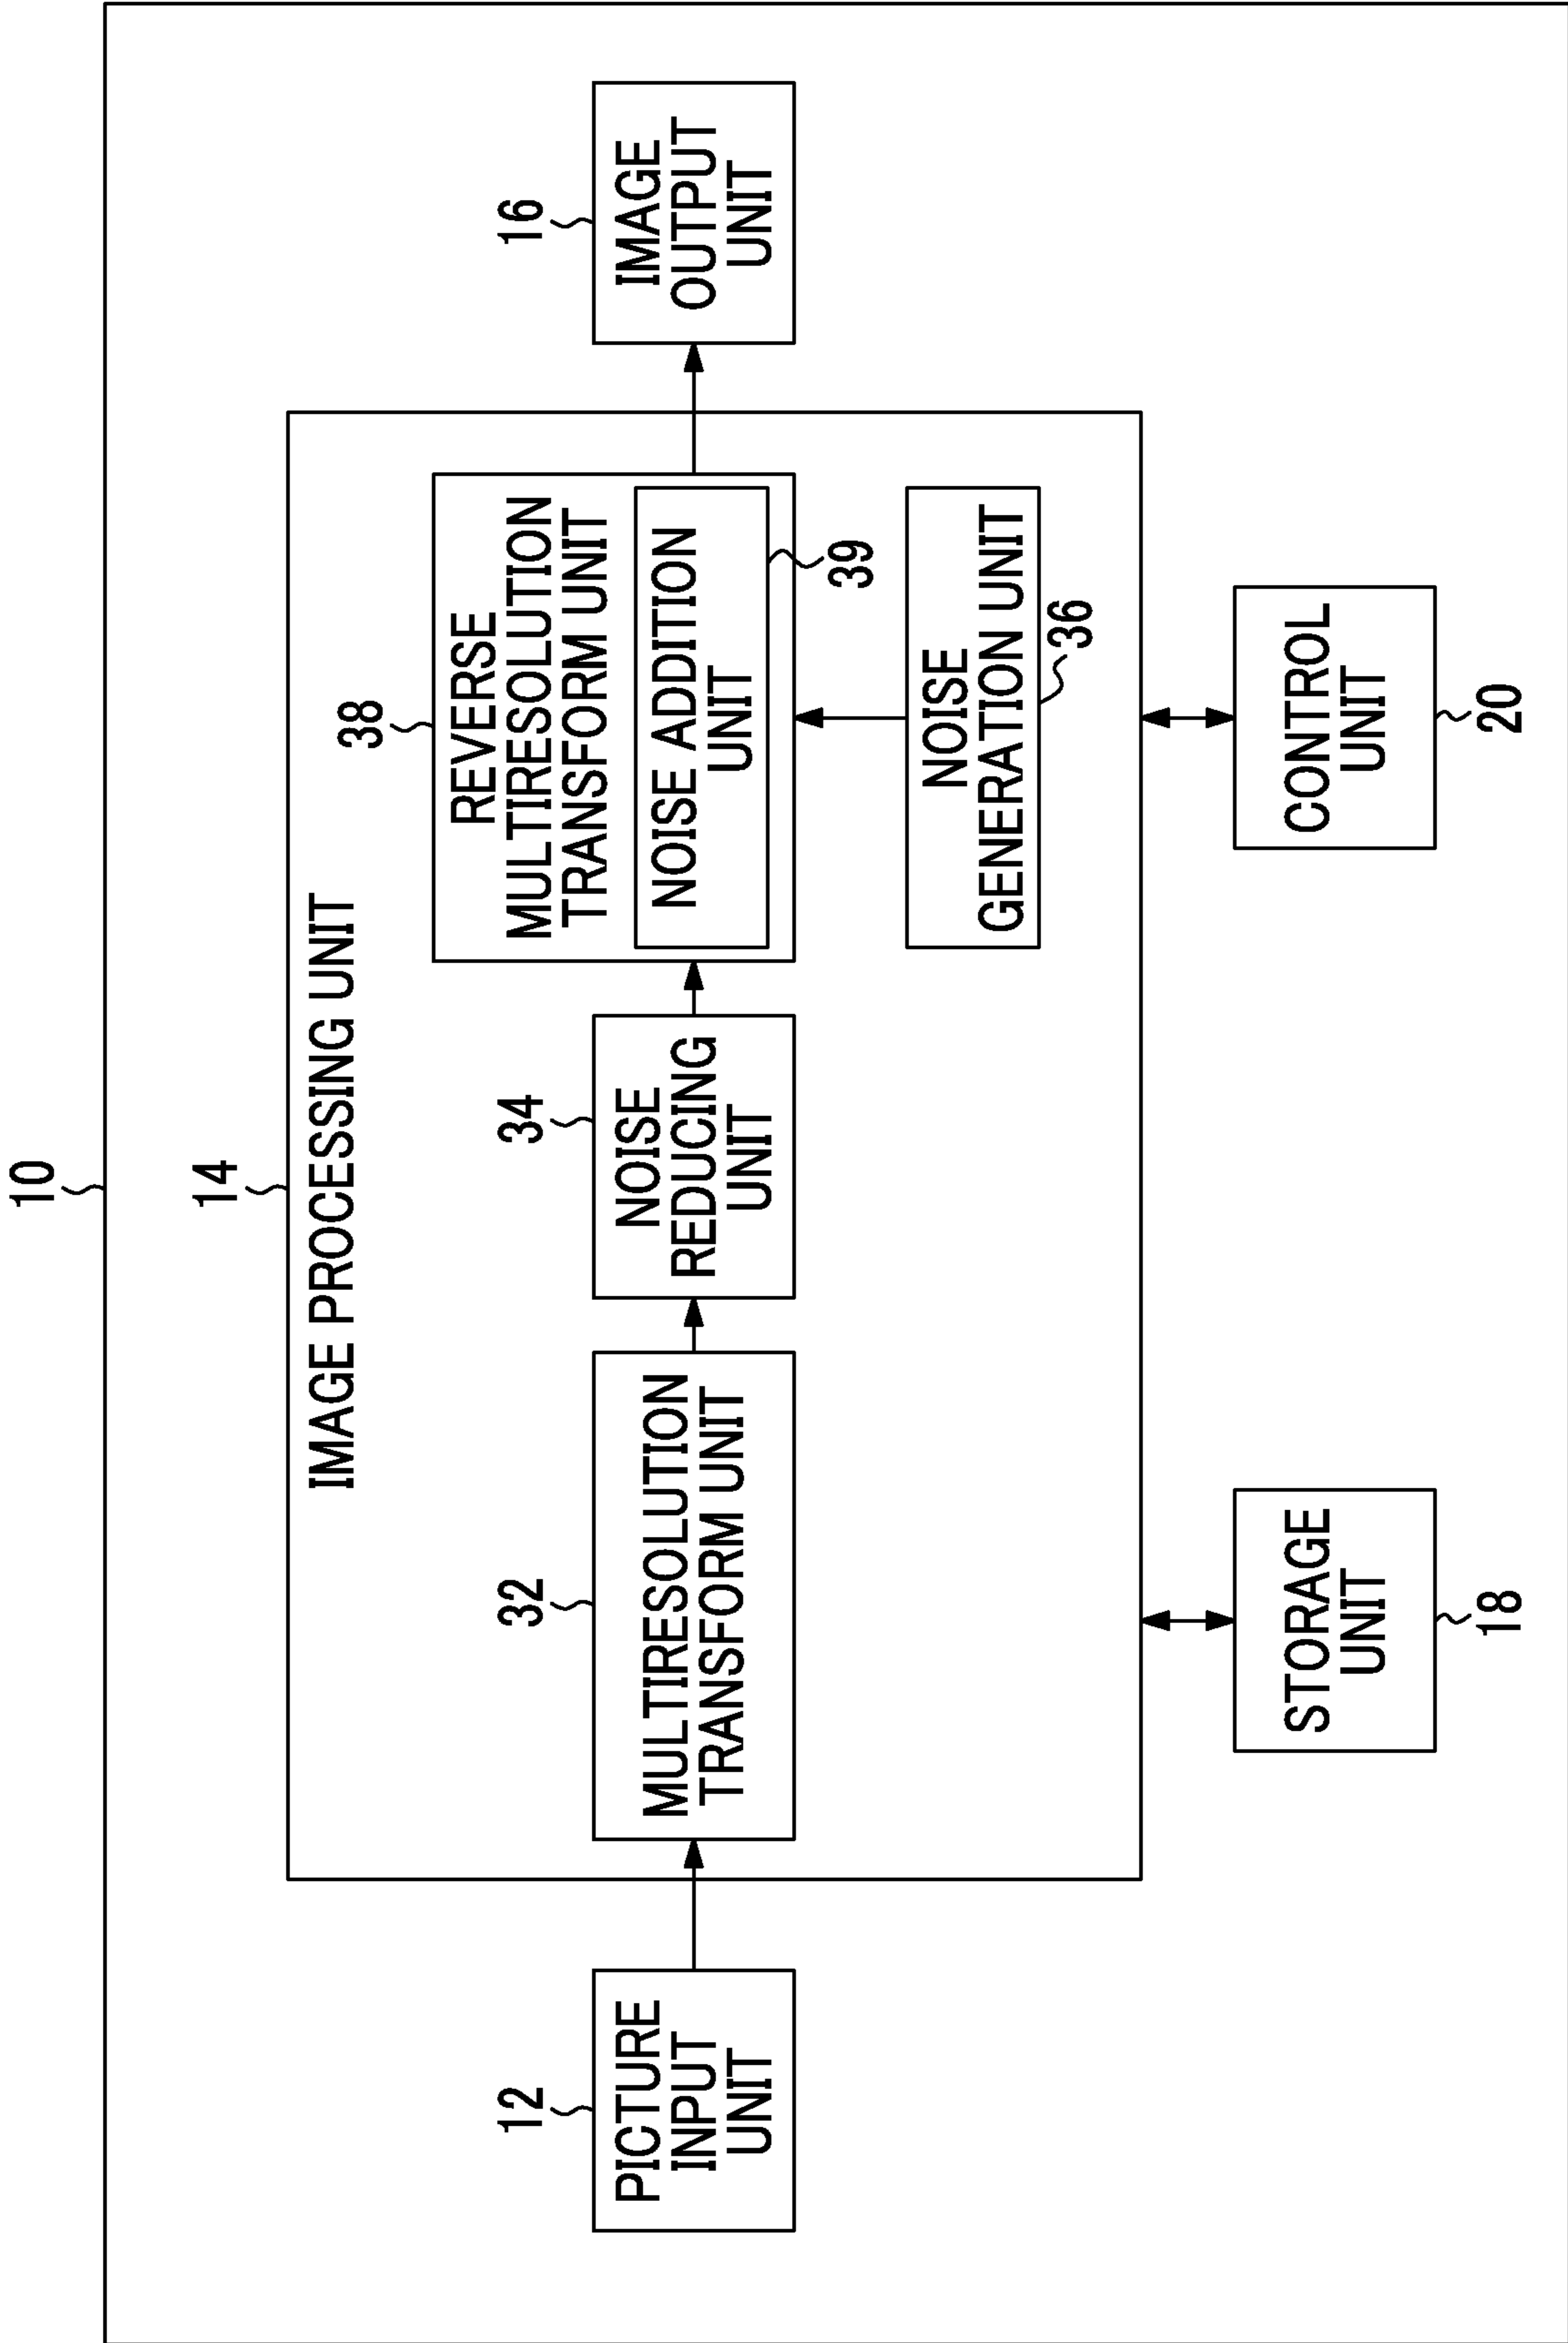 10
14
IMAGE PROCESSING UNIT
12
PICTURE
INPUT
UNIT
32
MULTIRESOLUTION
TRANSFORM UNIT
34
NOISE
REDUCING
UNIT
38
REVERSE
MULTIRESOLUTION
TRANSFORM UNIT
NOISE ADDITION
UNIT
39
NOISE
GENERATION UNIT
36
16
IMAGE
OUTPUT
UNIT
STORAGE
UNIT
18
CONTROL
UNIT
20